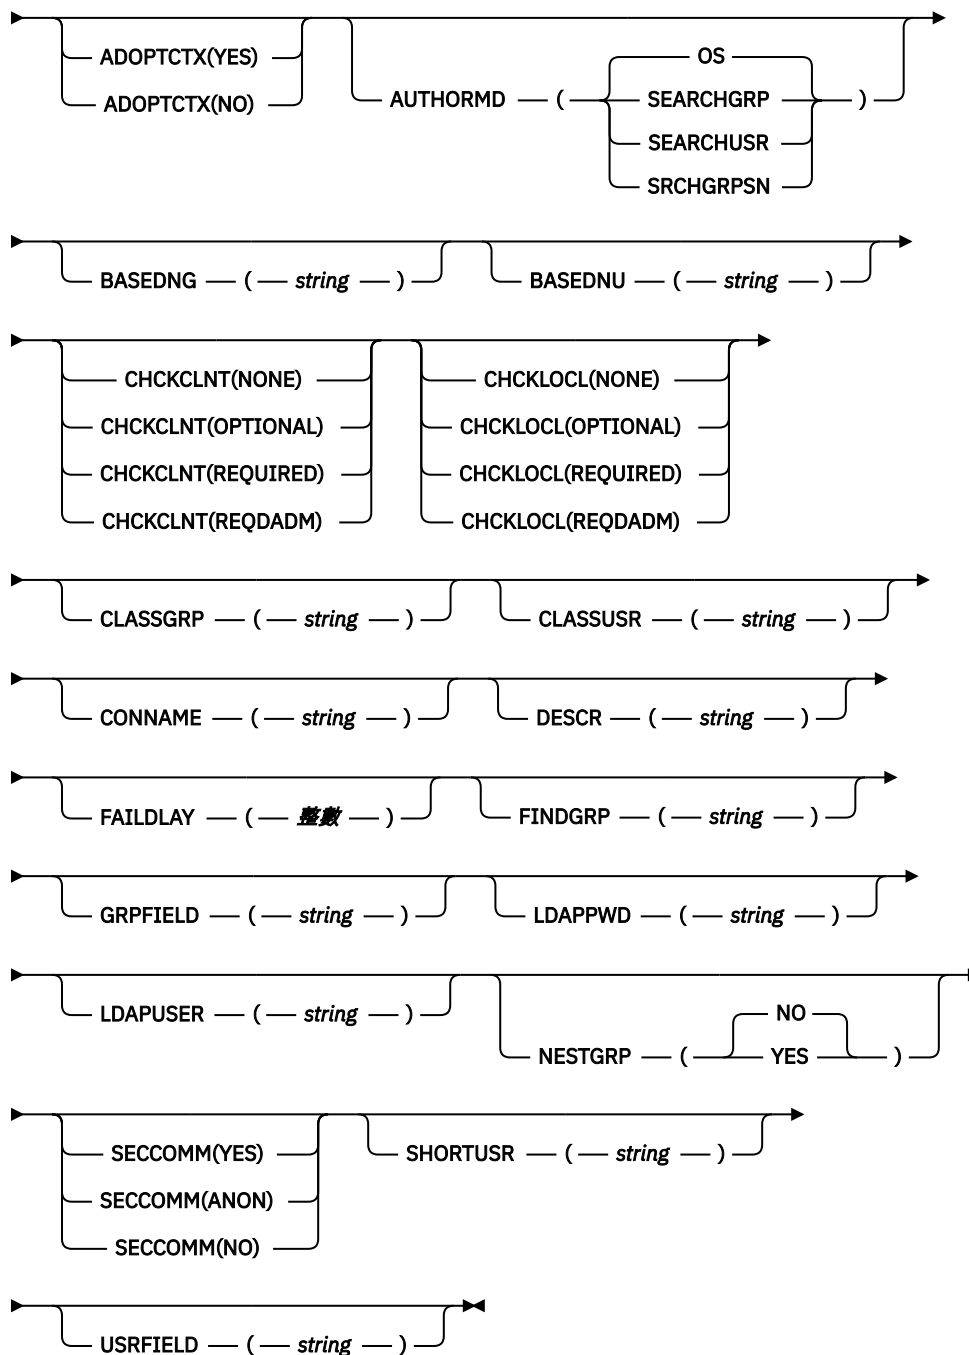 ADOPTCTX(YES)
ADOPTCTX(NO)
AUTHORMD ( OS
SEARCHGRP
SEARCHUSR
SRCHGRPSN )
BASEDNG ( string )
BASEDNU ( string )
CHCKCLNT(NONE)
CHCKCLNT(OPTIONAL)
CHCKCLNT(REQUIRED)
CHCKCLNT(REQDADM)
CHCKLOCL(NONE)
CHCKLOCL(OPTIONAL)
CHCKLOCL(REQUIRED)
CHCKLOCL(REQDADM)
CLASSGRP ( string )
CLASSUSR ( string )
CONNAME ( string )
DESCR ( string )
FAILDLAY ( 整數 )
FINDGRP ( string )
GRPFIELD ( string )
LDAPPWD ( string )
LDAPUSER ( string )
NESTGRP ( NO
YES )
SECCOMM(YES)
SECCOMM(ANON)
SECCOMM(NO)
SHORTUSR ( string )
USRFIELD ( string )